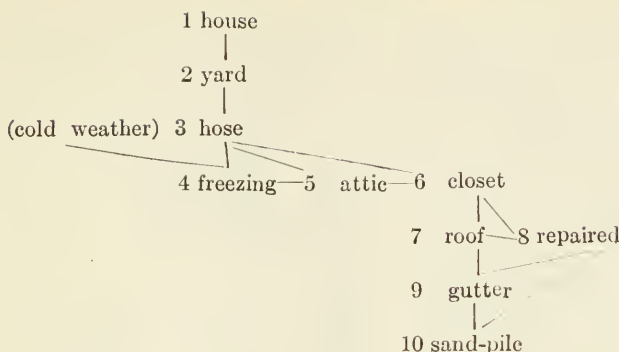 1 house
2 yard
(cold weather) 3 hose
4 freezing—5 attic—6 closet
7 roof—8 repaired
9 gutter
10 sand-pile